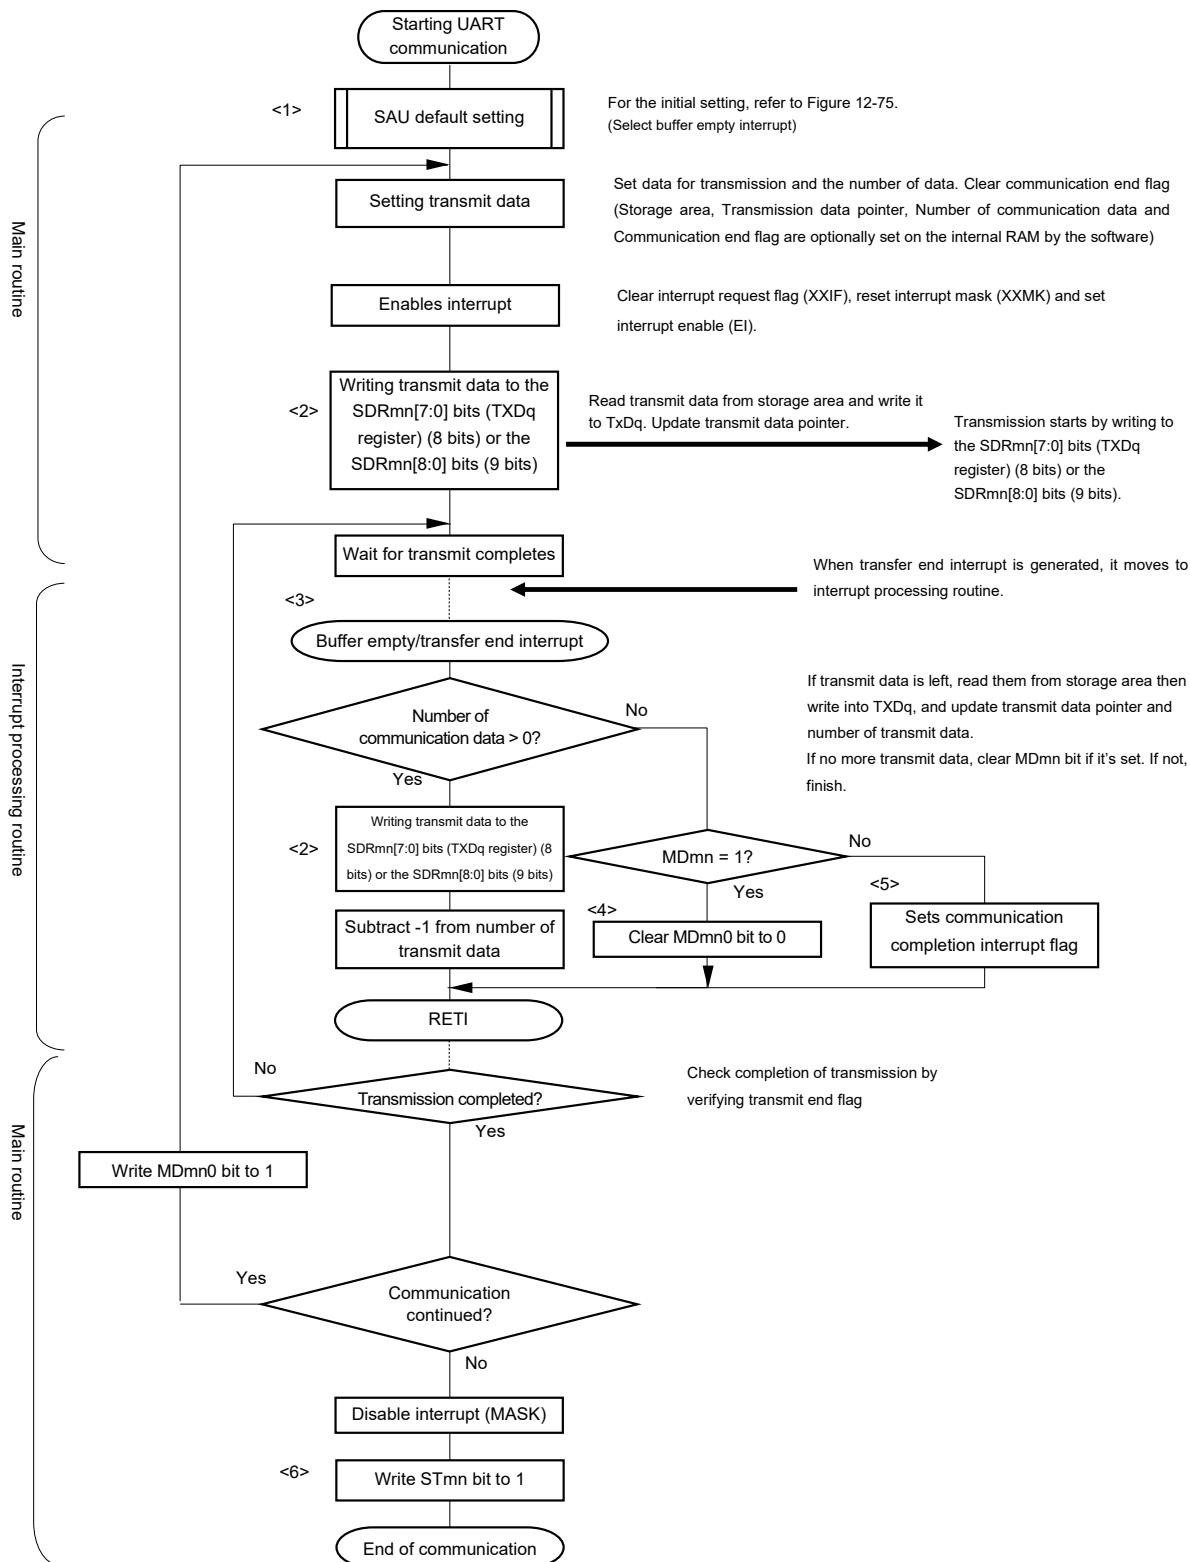 Starting UART
communication
<1>
SAU default setting
For the initial setting, refer to Figure 12-75.
(Select buffer empty interrupt)
Setting transmit data
Set data for transmission and the number of data. Clear communication end flag
(Storage area, Transmission data pointer, Number of communication data and
Communication end flag are optionally set on the internal RAM by the software)
Main routine
Enables interrupt
Clear interrupt request flag (XXIF), reset interrupt mask (XXMK) and set
interrupt enable (EI).
<2>
Writing transmit data to the
SDRmn[7:0] bits (TXDq
register) (8 bits) or the
SDRmn[8:0] bits (9 bits)
Read transmit data from storage area and write it
to TxDq. Update transmit data pointer.
Transmission starts by writing to
the SDRmn[7:0] bits (TXDq
register) (8 bits) or the
SDRmn[8:0] bits (9 bits).
Wait for transmit completes
When transfer end interrupt is generated, it moves to
interrupt processing routine.
<3>
Buffer empty/transfer end interrupt
Interrupt processing routine
Number of
communication data > 0?
No
Yes
If transmit data is left, read them from storage area then
write into TXDq, and update transmit data pointer and
number of transmit data.
If no more transmit data, clear MDmn bit if it's set. If not,
finish.
<2>
Writing transmit data to the
SDRmn[7:0] bits (TXDq register) (8
bits) or the SDRmn[8:0] bits (9 bits)
MDmn = 1?
No
Yes
<5>
<4>
Subtract -1 from number of
transmit data
Clear MDmn0 bit to 0
Sets communication
completion interrupt flag
RETI
No
Transmission completed?
Yes
Check completion of transmission by
verifying transmit end flag
Main routine
Write MDmn0 bit to 1
Yes
Communication
continued?
No
Disable interrupt (MASK)
<6>
Write STmn bit to 1
End of communication